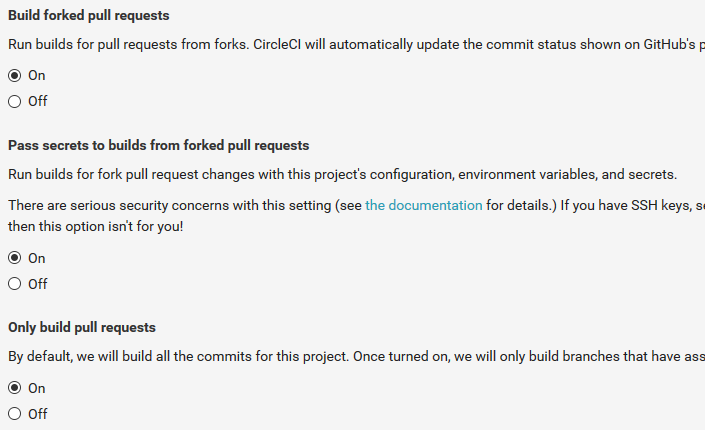 Build forked pull requests
Run builds for pull requests from forks. CircleCI will automatically update the commit status shown on GitHub's
On
Off
Pass secrets to builds from forked pull requests
Run builds for fork pull request changes with this project's configuration, environment variables, and secrets.
There are serious security concerns with this setting (see the documentation for details.) If you have SSH keys,
then this option isn't for you!
On
Off
Only build pull requests
By default, we will build all the commits for this project. Once turned on, we will only build branches that have
On
Off